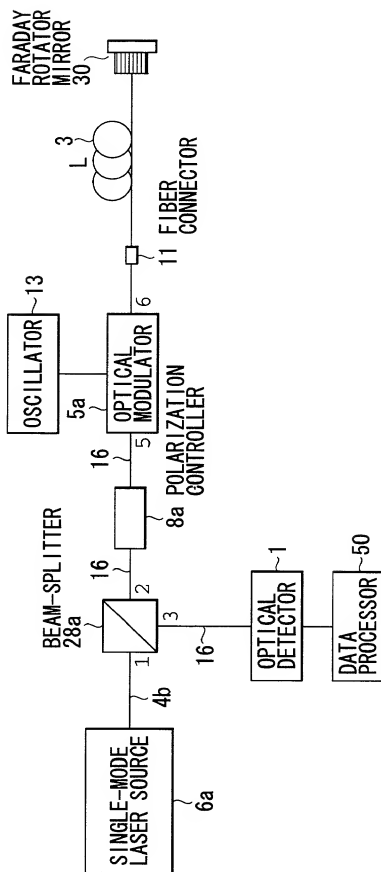 SINGLE-MODE
LASER SOURCE
6a
4b
BEAM-SPLITTER
28a
1
2
3
16
16
OPTICAL
DETECTOR
1
DATA
PROCESSOR
50
8a
POLARIZATION
CONTROLLER
16
5
5a
OPTICAL
MODULATOR
6
OSCILLATOR
13
11
FIBER
CONNECTOR
L
3
FARADAY
ROTATOR
MIRROR
30